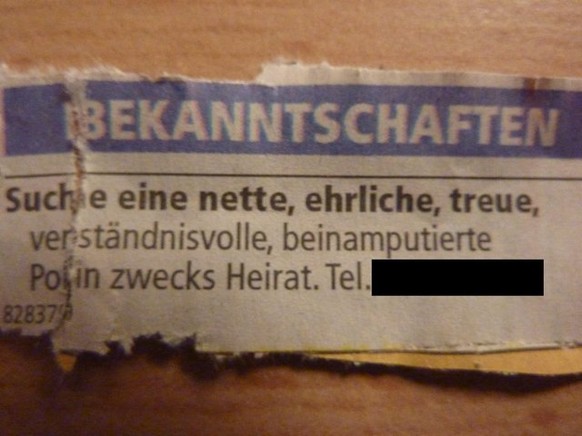 BEKANNTSCHAFTEN
Suche eine nette, ehrliche, treue,
verständnisvolle, beinamputierte
Polin zwecks Heirat. Tel.